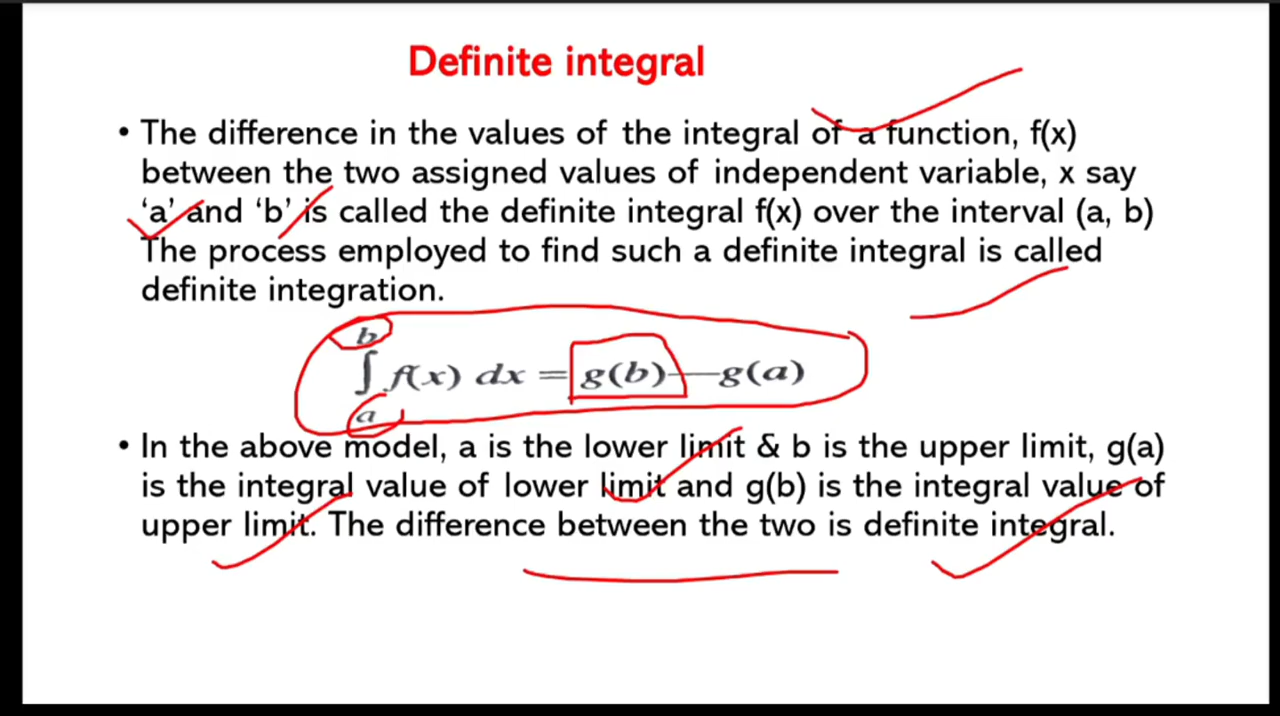 Definite integral
• The difference in the values of the integral of a function, f(x)
between the two assigned values of independent variable, x say
‘a’ and ‘b’ is called the definite integral f(x) over the interval (a, b)
The process employed to find such a definite integral is called
definite integration.
b
∫ f(x) dx = g(b) — g(a)
a
• In the above model, a is the lower limit & b is the upper limit, g(a)
is the integral value of lower limit and g(b) is the integral value of
upper limit. The difference between the two is definite integral.